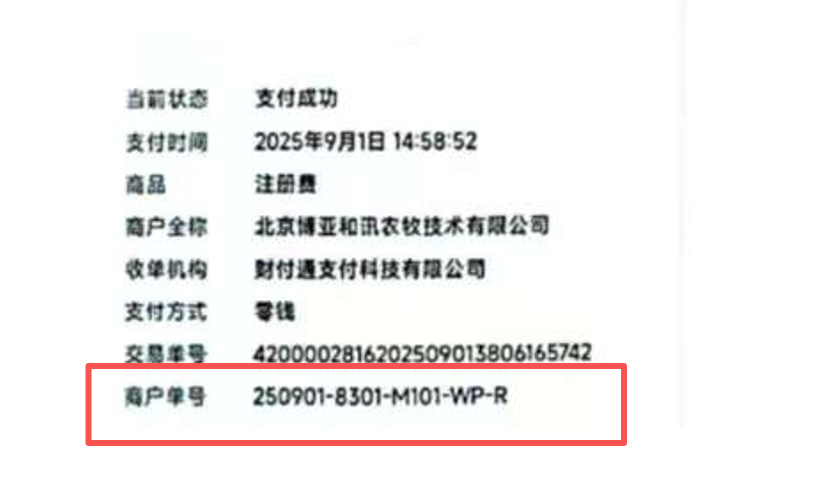 当前状态 支付成功
支付时间 2025年9月1日 14:58:52
商品 注册费
商户全称 北京博亚和讯农牧技术有限公司
收单机构 财付通支付科技有限公司
支付方式 零钱
交易单号 4200002816202509013806165742
商户单号 250901-8301-M101-WP-R